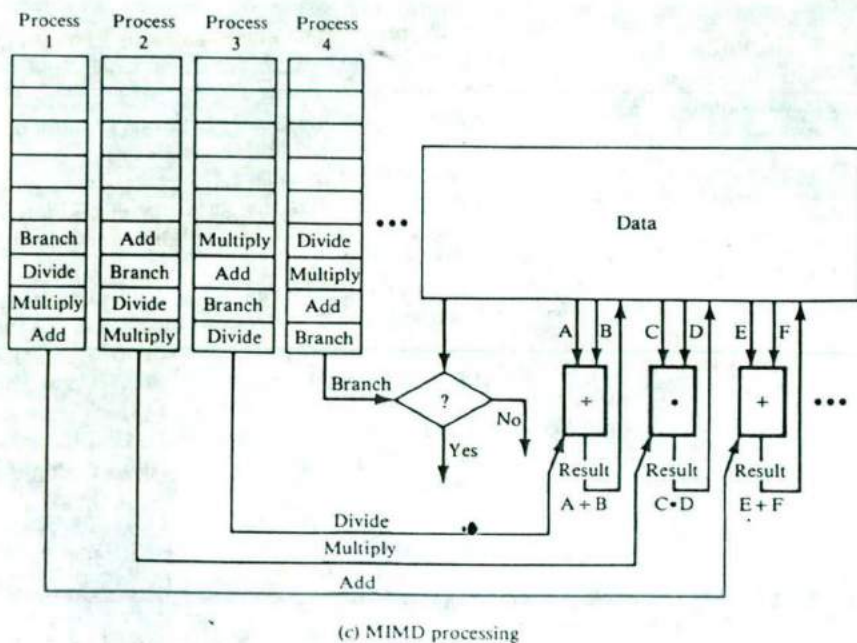 Process Process Process Process
1 2 3 4
Data
Branch Add Multiply Divide
Divide Branch Add Multiply
Multiply Divide Branch Add
Add Multiply Divide Branch
A B C D E F
Branch
?
+ • +
No
Yes
Result Result Result
A + B C•D E + F
Divide
Multiply
Add
(c) MIMD processing